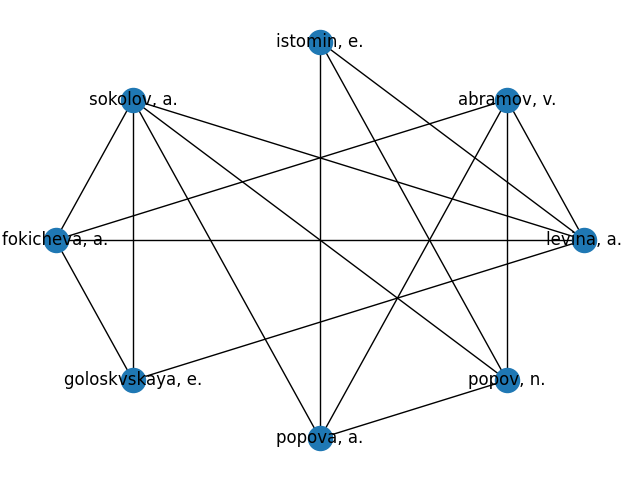 istomin, e.
sokolov, a.
abramov, v.
fokicheva, a.
levina, a.
goloskvskaya, e.
popov, n.
popova, a.